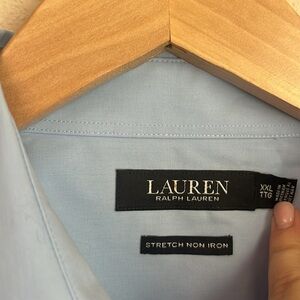 LAUREN
RALPH LAUREN
XXL
TTG
STRETCH NON IRON